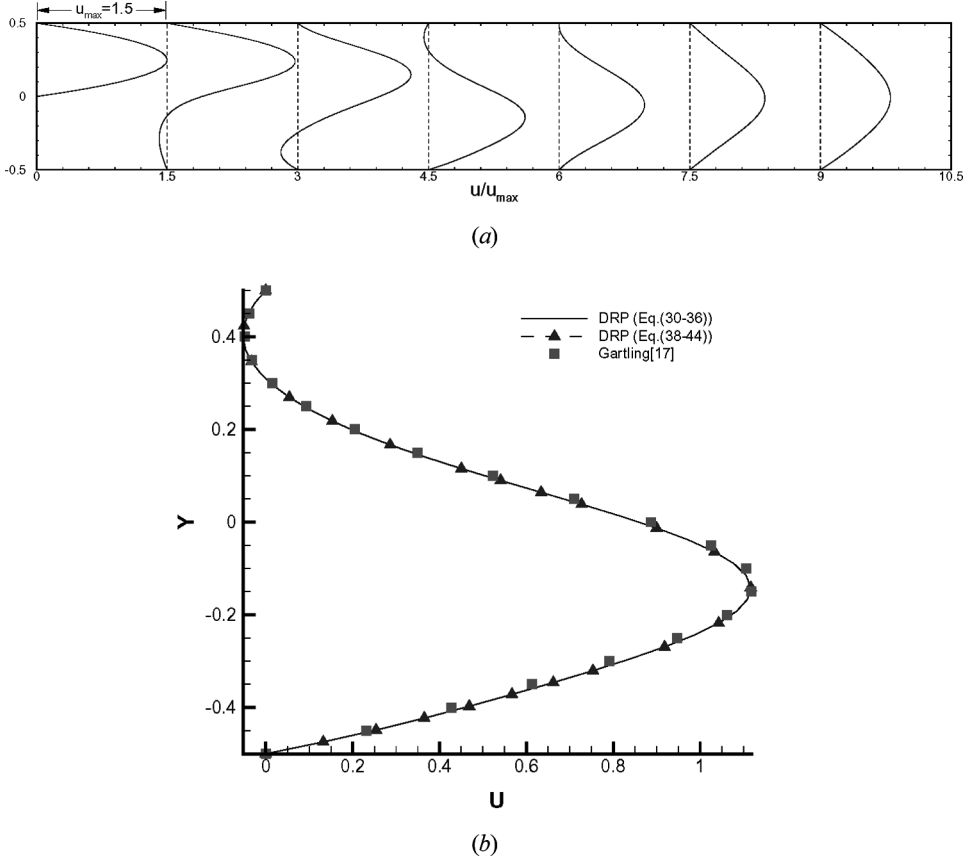 u_max=1.5
0.5
0
-0.5
0 1.5 3 4.5 6 7.5 9 10.5
u/u_max
(a)
DRP (Eq.(30-36))
DRP (Eq.(38-44))
Gartling[17]
0.4
0.2
0
-0.2
-0.4
Y
0 0.2 0.4 0.6 0.8 1
U
(b)